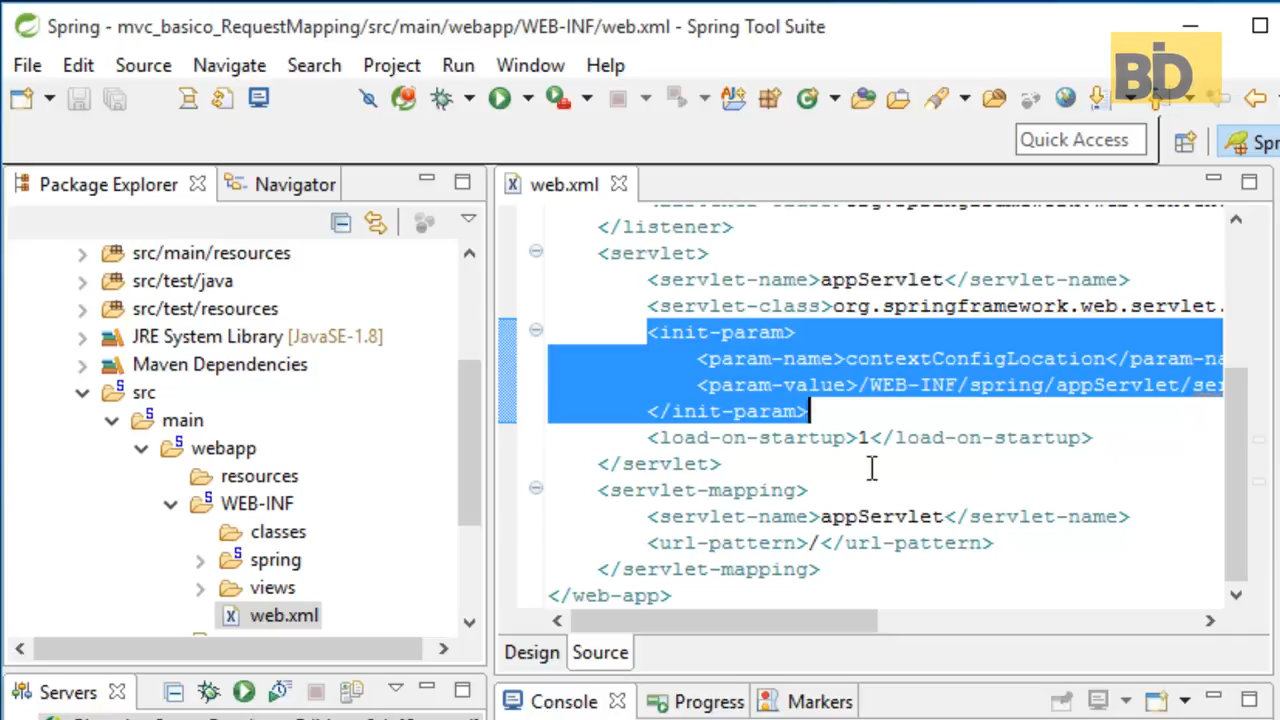 Spring - mvc_basico_RequestMapping/src/main/webapp/WEB-INF/web.xml - Spring Tool Suite
File Edit Source Navigate Search Project Run Window Help
BiD
Quick Access
Spr
Package Explorer Navigator
web.xml
src/main/resources
src/test/java
src/test/resources
JRE System Library [JavaSE-1.8]
Maven Dependencies
src
main
webapp
resources
WEB-INF
classes
spring
views
web.xml
</listener>
<servlet>
<servlet-name>appServlet</servlet-name>
<servlet-class>org.springframework.web.servlet.
<init-param>
<param-name>contextConfigLocation</param-na
<param-value>/WEB-INF/spring/appServlet/ser
</init-param>
<load-on-startup>1</load-on-startup>
</servlet>
<servlet-mapping>
<servlet-name>appServlet</servlet-name>
<url-pattern>/</url-pattern>
</servlet-mapping>
</web-app>
Design Source
Servers
Console Progress Markers